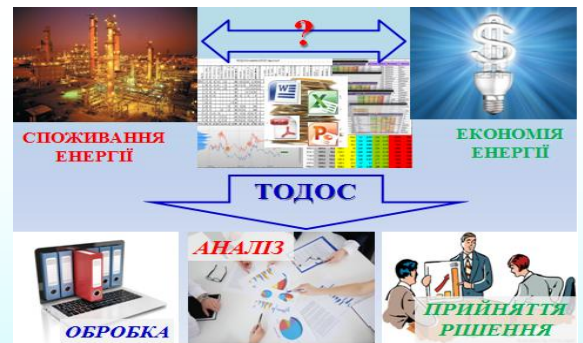 ?
СПОЖИВАННЯ
ЕНЕРГІЇ
ЕКОНОМІЯ
ЕНЕРГІЇ
ТОДОС
ОБРОБКА
АНАЛІЗ
ПРИЙНЯТТЯ
РІШЕННЯ